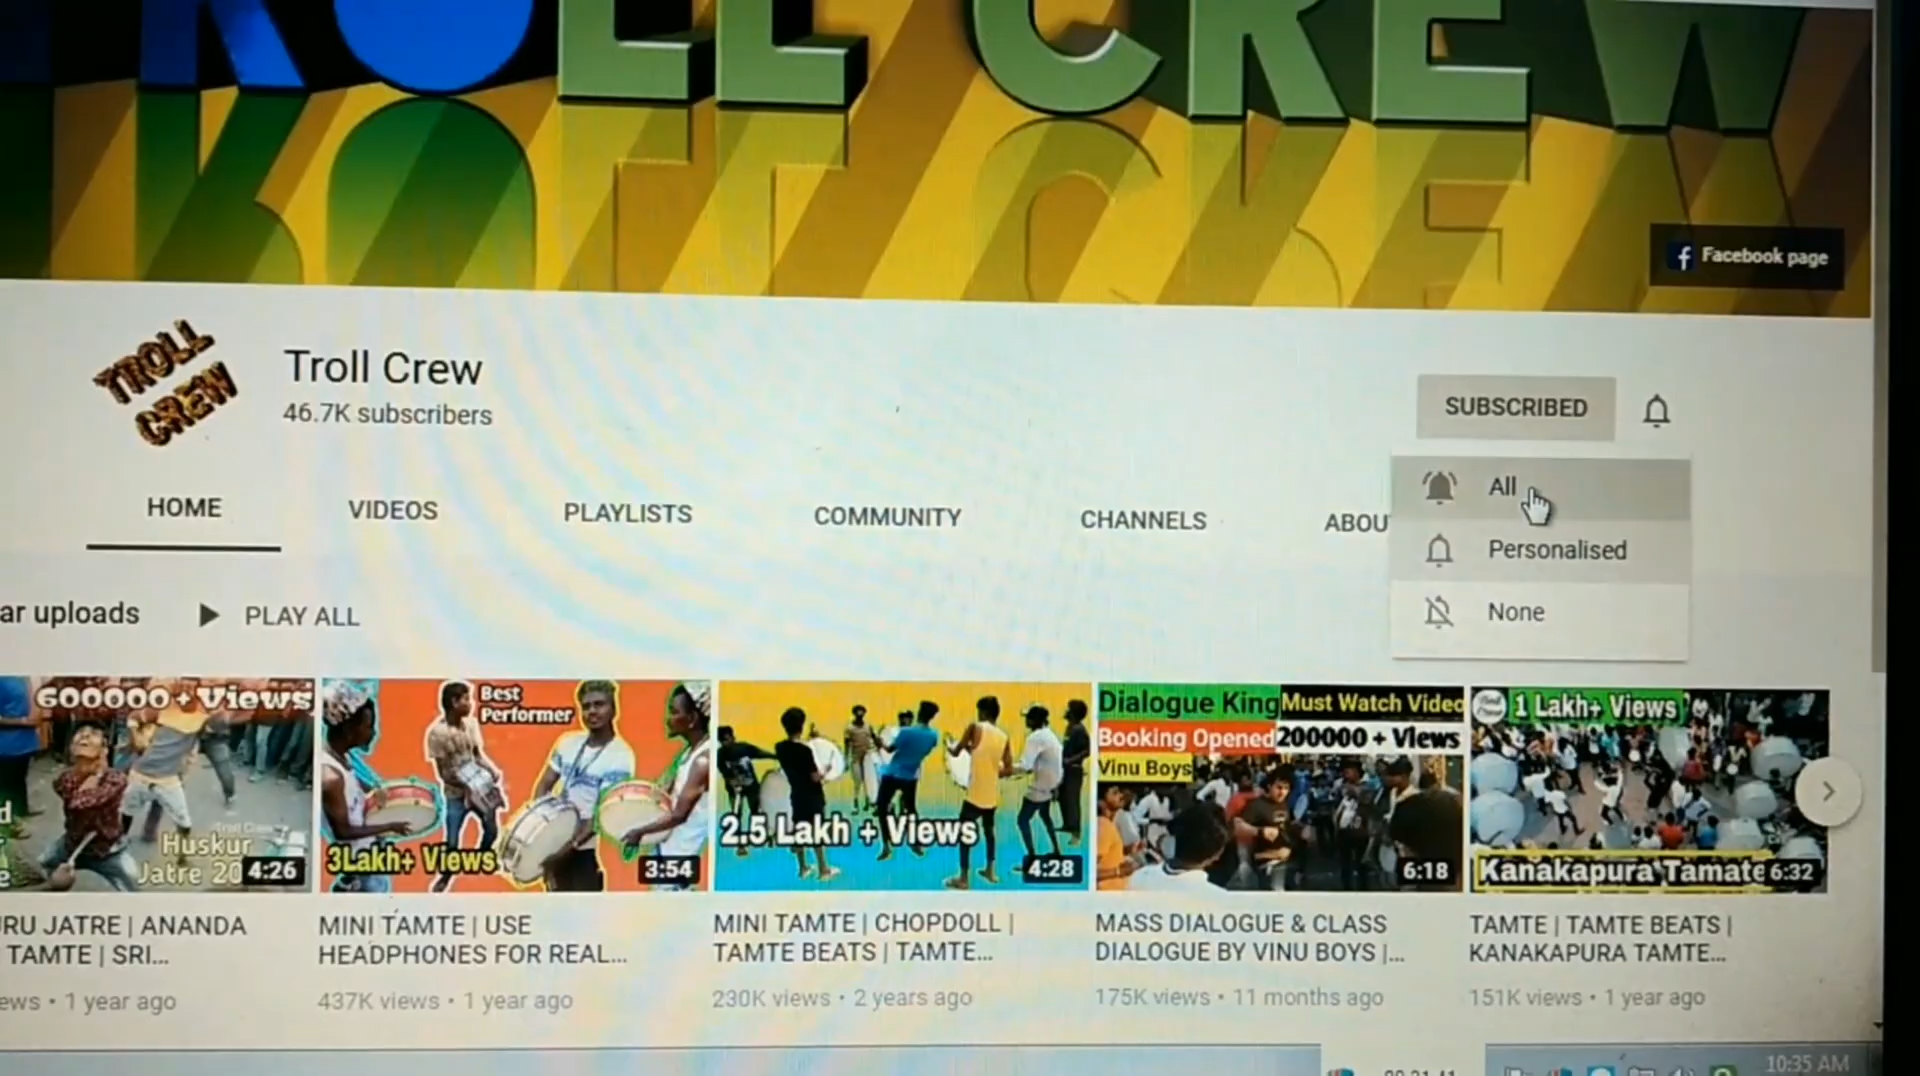 TROLL CREW
Facebook page
TROLL
CREW
Troll Crew
46.7K subscribers
SUBSCRIBED
HOME
VIDEOS
PLAYLISTS
COMMUNITY
CHANNELS
ABOU
All
Personalised
None
ar uploads
PLAY ALL
600000+Views
Huskur
Jatre 20
4:26
Best
Performer
3Lakh+ Views
3:54
2.5 Lakh + Views
4:28
Dialogue King
Must Watch Video
Booking Opened
200000 + Views
Vinu Boys
6:18
1 Lakh+ Views
Kanakapura Tamate
6:32
RU JATRE | ANANDA
TAMTE | SRI...
ews • 1 year ago
MINI TAMTE | USE
HEADPHONES FOR REAL...
437K views • 1 year ago
MINI TAMTE | CHOPDOLL |
TAMTE BEATS | TAMTE...
230K views • 2 years ago
MASS DIALOGUE & CLASS
DIALOGUE BY VINU BOYS |...
175K views • 11 months ago
TAMTE | TAMTE BEATS |
KANAKAPURA TAMTE...
151K views • 1 year ago
10:35 AM